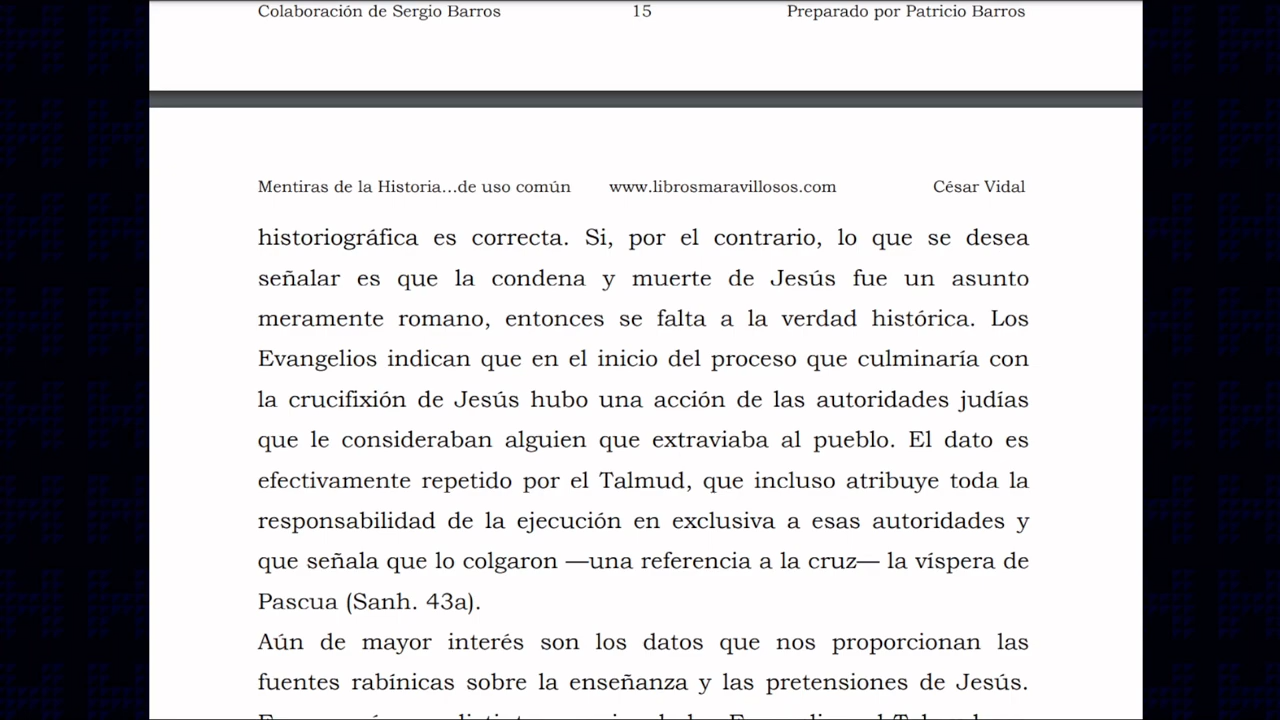 Colaboración de Sergio Barros 15 Preparado por Patricio Barros
Mentiras de la Historia…de uso común www.librosmaravillosos.com César Vidal
historiográfica es correcta. Si, por el contrario, lo que se desea
señalar es que la condena y muerte de Jesús fue un asunto
meramente romano, entonces se falta a la verdad histórica. Los
Evangelios indican que en el inicio del proceso que culminaría con
la crucifixión de Jesús hubo una acción de las autoridades judías
que le consideraban alguien que extraviaba al pueblo. El dato es
efectivamente repetido por el Talmud, que incluso atribuye toda la
responsabilidad de la ejecución en exclusiva a esas autoridades y
que señala que lo colgaron —una referencia a la cruz— la víspera de
Pascua (Sanh. 43a).
Aún de mayor interés son los datos que nos proporcionan las
fuentes rabínicas sobre la enseñanza y las pretensiones de Jesús.